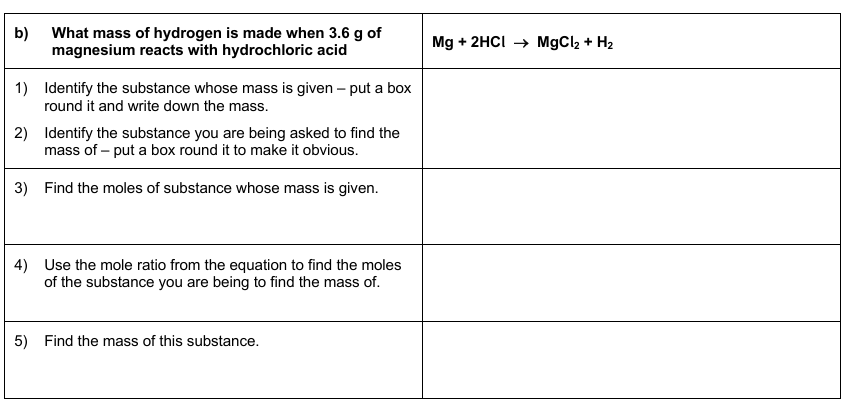 b) What mass of hydrogen is made when 3.6 g of
magnesium reacts with hydrochloric acid
Mg + 2HCl → MgCl₂ + H₂
1) Identify the substance whose mass is given – put a box
round it and write down the mass.
2) Identify the substance you are being asked to find the
mass of – put a box round it to make it obvious.
3) Find the moles of substance whose mass is given.
4) Use the mole ratio from the equation to find the moles
of the substance you are being to find the mass of.
5) Find the mass of this substance.